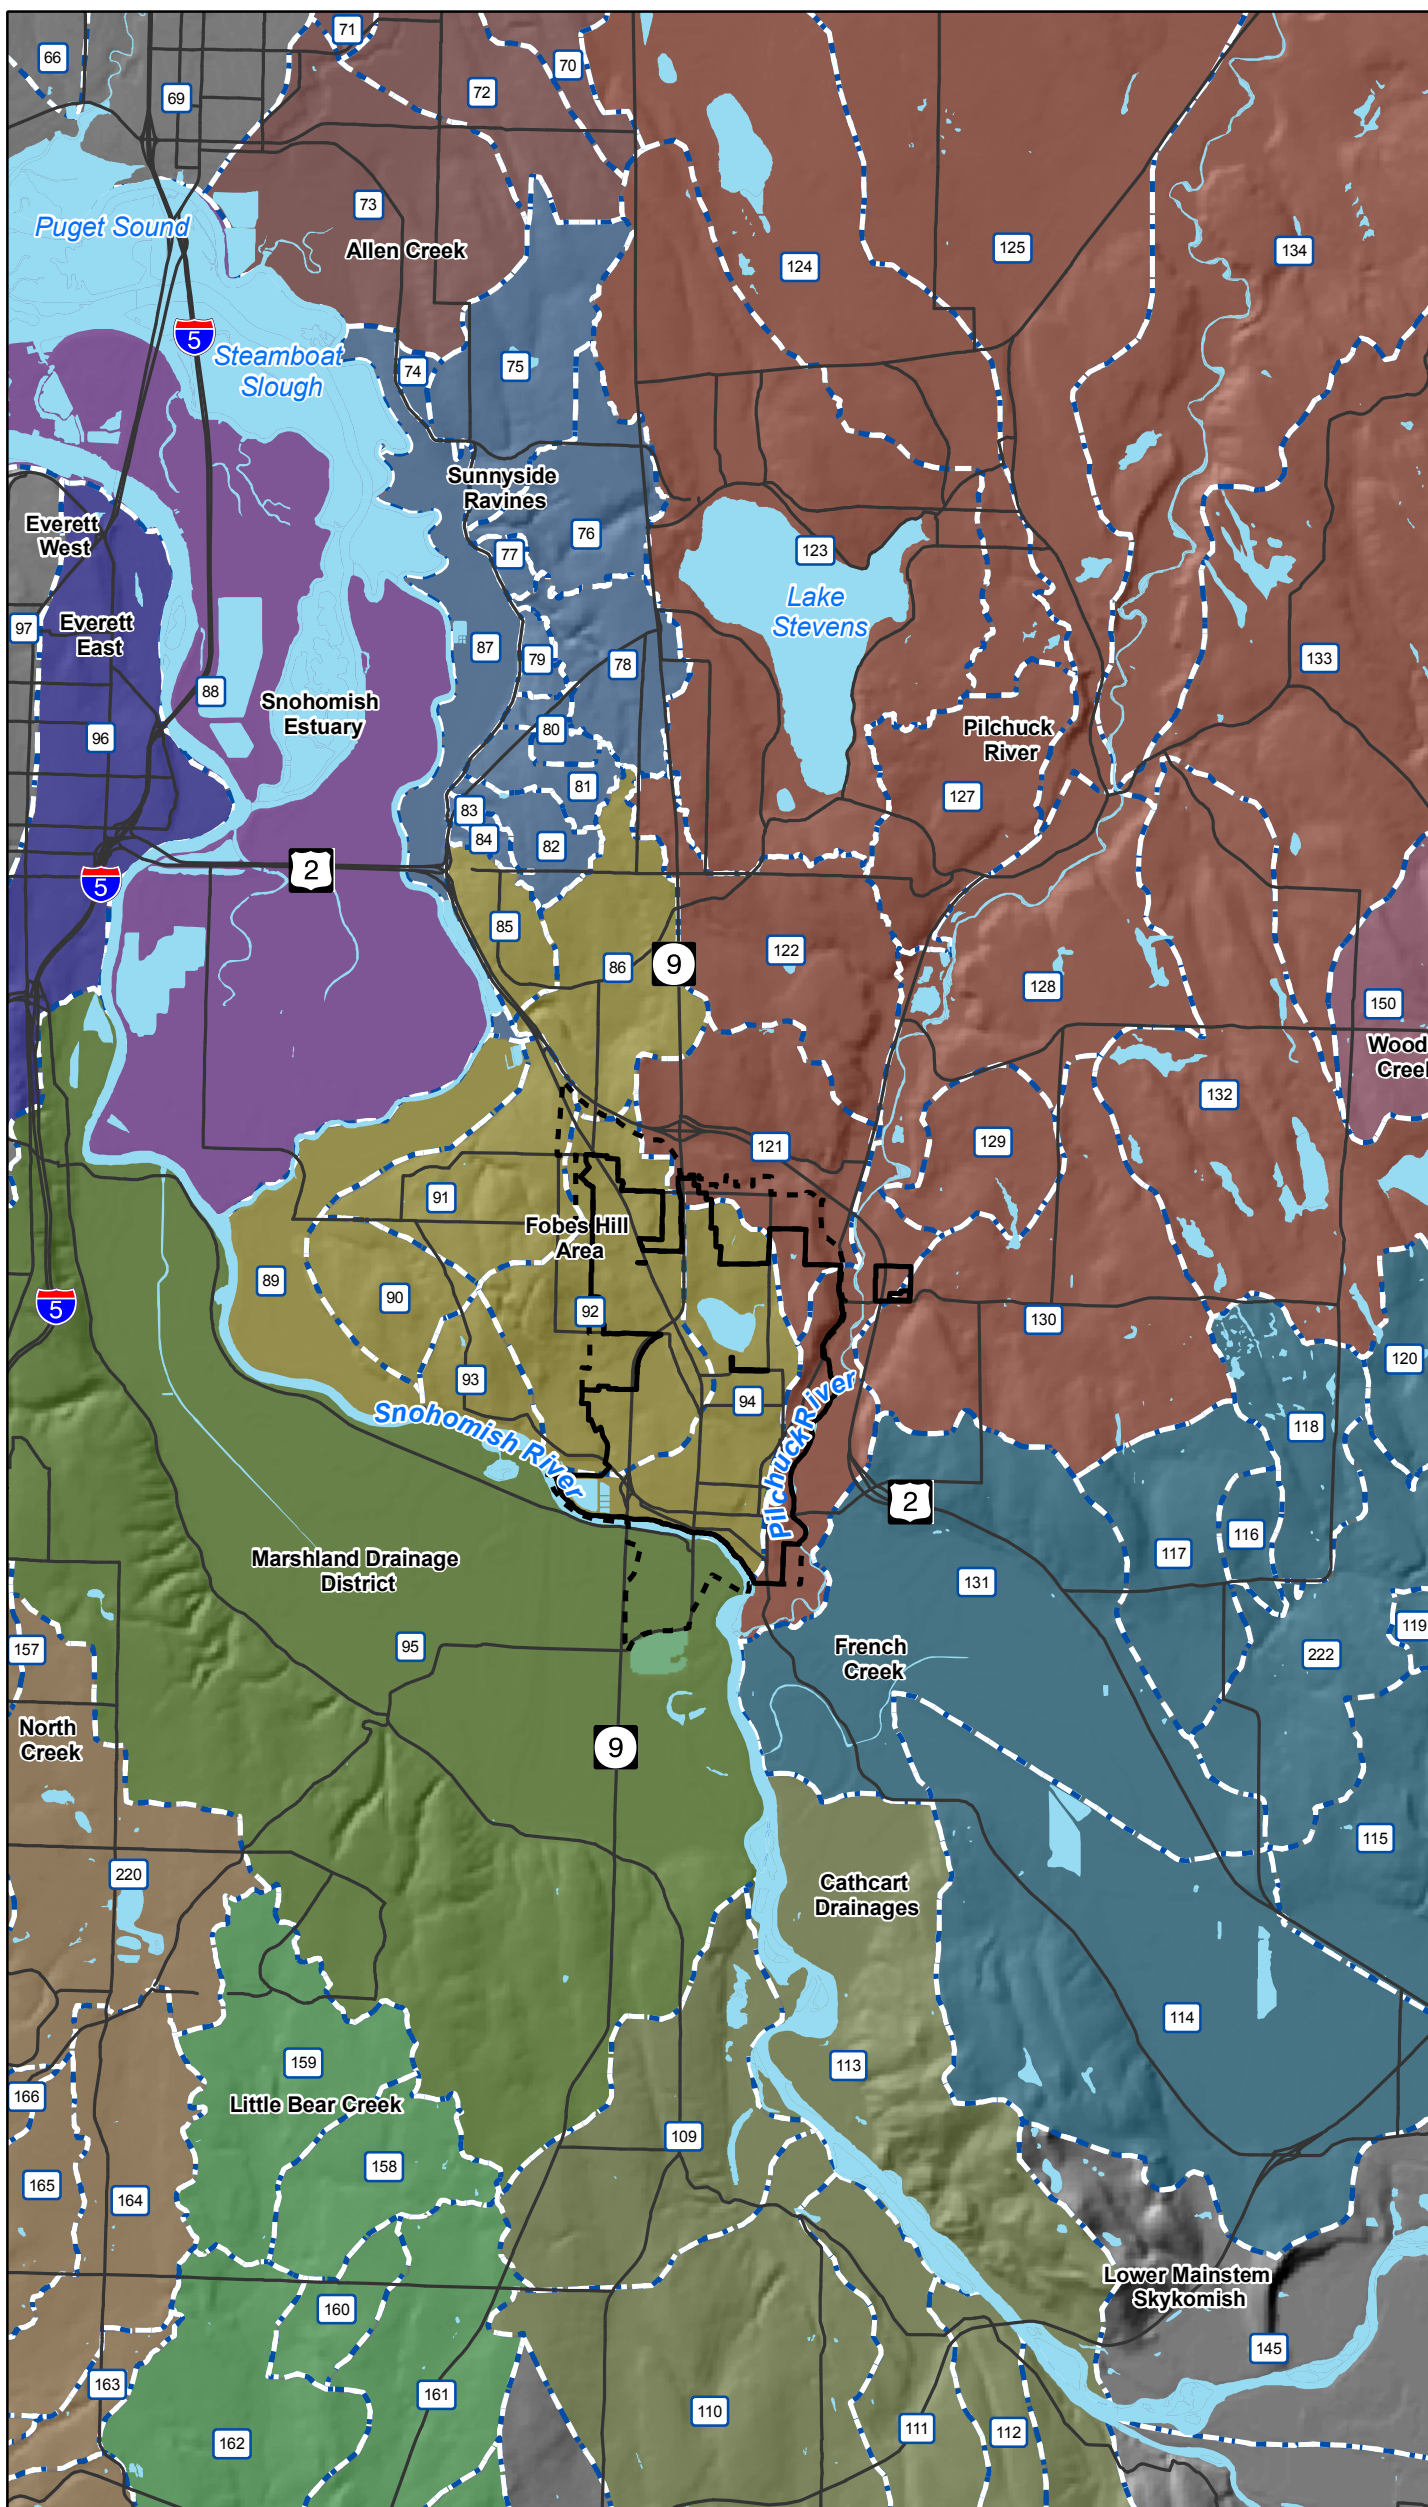 71
66
70
72
69
73
Puget Sound
Allen Creek
125
134
124
5
Steamboat
Slough
74
75
Sunnyside
Ravines
Everett
West
76
77
123
Lake
Stevens
97
Everett
East
87
79
78
133
88
Snohomish
Estuary
80
Pilchuck
River
96
81
127
83
84
82
2
5
85
122
86
9
128
150
Wood
Creek
132
121
129
91
Fobes Hill
Area
89
90
92
5
130
120
93
94
118
Snohomish River
Pilchuck River
2
116
117
Marshland Drainage
District
131
119
157
95
French
Creek
222
North
Creek
9
115
220
Cathcart
Drainages
114
159
113
166
Little Bear Creek
109
158
165
164
Lower Mainstem
Skykomish
160
145
163
161
110
111
112
162